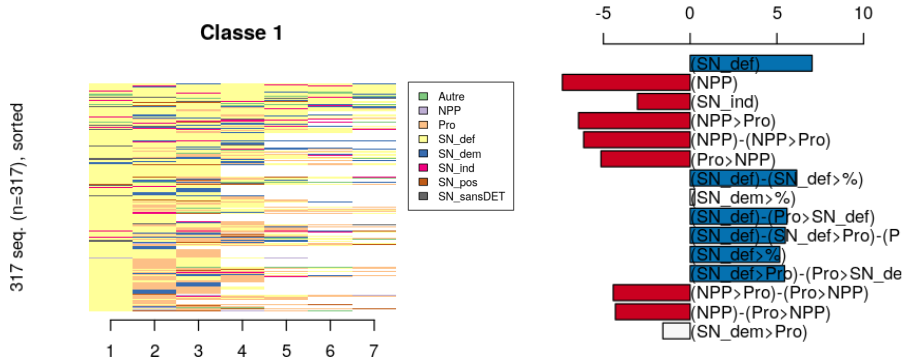 Classe 1
317 seq. (n=317), sorted
1 2 3 4 5 6 7
Autre
NPP
Pro
SN_def
SN_dem
SN_ind
SN_pos
SN_sansDET
-5 0 5 10
(SN_def)
(NPP)
(SN_ind)
(NPP>Pro)
(NPP)-(NPP>Pro)
(Pro>NPP)
(SN_def)-(SN_def>%)
(SN_dem>%)
(SN_def)-(Pro>SN_def)
(SN_def)-(SN_def>Pro)-(P
(SN_def>%)
(SN_def>Pro)-(Pro>SN_de
(NPP>Pro)-(Pro>NPP)
(NPP)-(Pro>NPP)
(SN_dem>Pro)